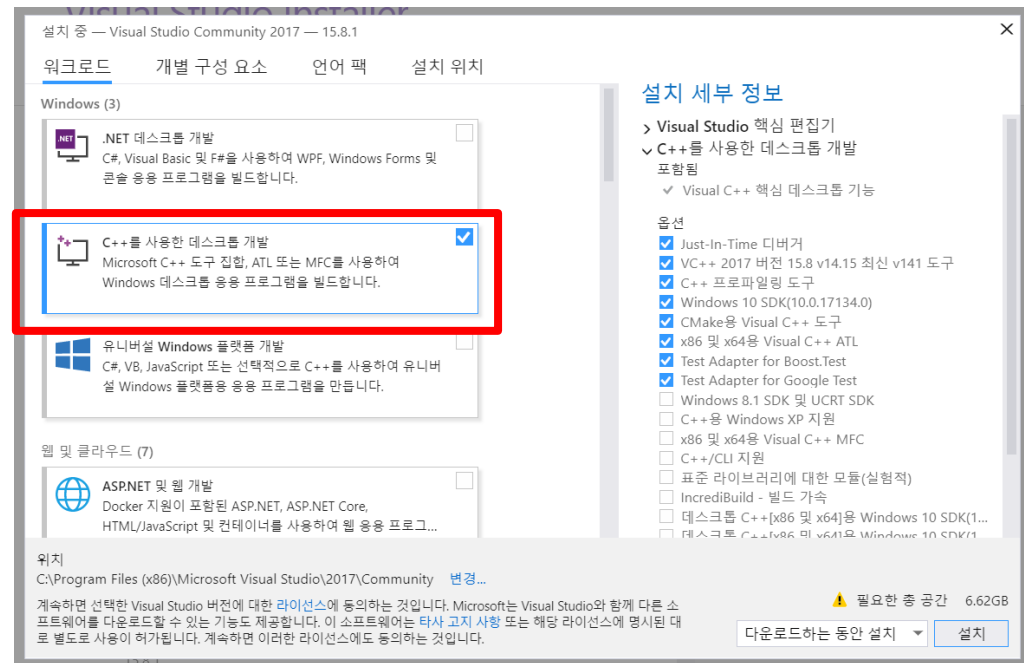 Visual Studio Installer
설치 중 — Visual Studio Community 2017 — 15.8.1
워크로드 개별 구성 요소 언어 팩 설치 위치
Windows (3)
.NET
.NET 데스크톱 개발
C#, Visual Basic 및 F#을 사용하여 WPF, Windows Forms 및
콘솔 응용 프로그램을 빌드합니다.
C++를 사용한 데스크톱 개발
Microsoft C++ 도구 집합, ATL 또는 MFC를 사용하여
Windows 데스크톱 응용 프로그램을 빌드합니다.
유니버설 Windows 플랫폼 개발
C#, VB, JavaScript 또는 선택적으로 C++를 사용하여 유니버
설 Windows 플랫폼용 응용 프로그램을 만듭니다.
웹 및 클라우드 (7)
ASP.NET 및 웹 개발
Docker 지원이 포함된 ASP.NET, ASP.NET Core,
HTML/JavaScript 및 컨테이너를 사용하여 웹 응용 프로그...
설치 세부 정보
Visual Studio 핵심 편집기
C++를 사용한 데스크톱 개발
포함됨
Visual C++ 핵심 데스크톱 기능
옵션
Just-In-Time 디버거
VC++ 2017 버전 15.8 v14.15 최신 v141 도구
C++ 프로파일링 도구
Windows 10 SDK(10.0.17134.0)
CMake용 Visual C++ 도구
x86 및 x64용 Visual C++ ATL
Test Adapter for Boost.Test
Test Adapter for Google Test
Windows 8.1 SDK 및 UCRT SDK
C++용 Windows XP 지원
x86 및 x64용 Visual C++ MFC
C++/CLI 지원
표준 라이브러리에 대한 모듈(실험적)
IncrediBuild - 빌드 가속
데스크톱 C++[x86 및 x64]용 Windows 10 SDK(1...
데스크톱 C++[x86 및 x64]용 Windows 10 SDK(1...
위치
C:\Program Files (x86)\Microsoft Visual Studio\2017\Community 변경...
계속하면 선택한 Visual Studio 버전에 대한 라이선스에 동의하는 것입니다. Microsoft는 Visual Studio와 함께 다른 소
프트웨어를 다운로드할 수 있는 기능도 제공합니다. 이 소프트웨어는 타사 고지 사항 또는 해당 라이선스에 명시된 대
로 별도로 사용이 허가됩니다. 계속하면 이러한 라이선스에도 동의하는 것입니다.
필요한 총 공간 6.62GB
다운로드하는 동안 설치 설치
15.8.1